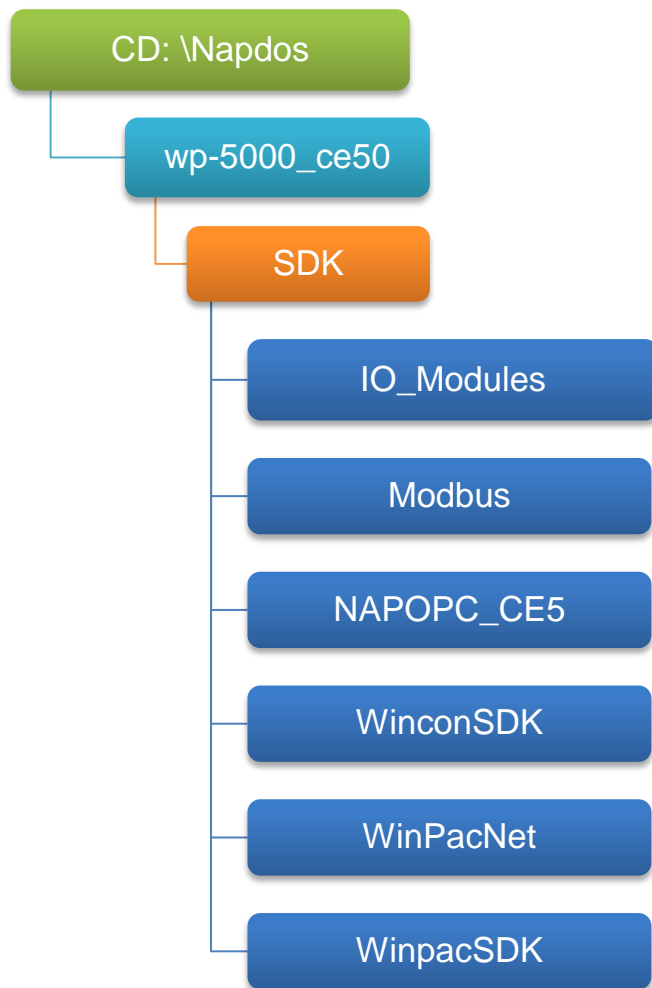 CD: \Napdos
wp-5000_ce50
SDK
IO_Modules
Modbus
NAPOPC_CE5
WinconSDK
WinPacNet
WinpacSDK